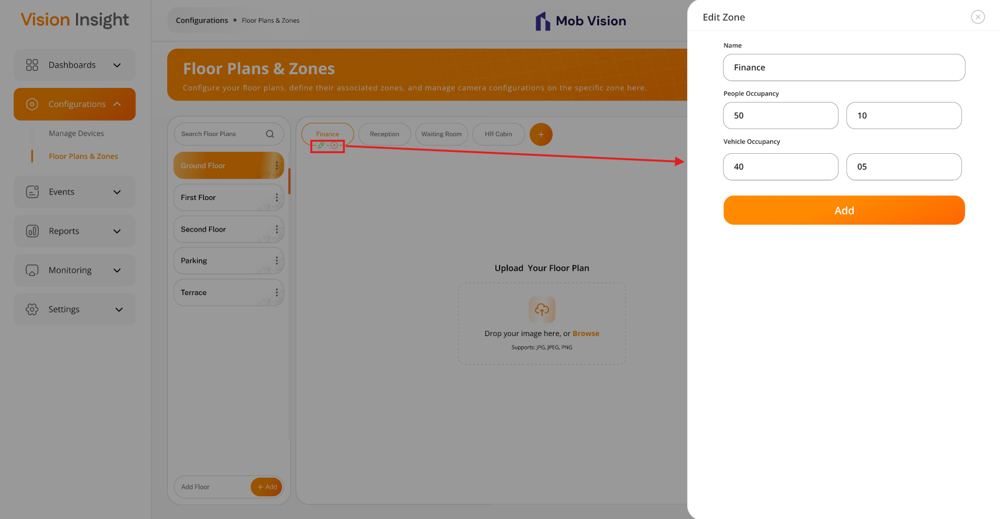 Vision Insight
Dashboards
Configurations
Manage Devices
Floor Plans & Zones
Events
Reports
Monitoring
Settings
Configurations • Floor Plans & Zones
Mob Vision
Floor Plans & Zones
Configure your floor plans, define their associated zones, and manage camera configurations on the specific zone here.
Search Floor Plans
Ground Floor
First Floor
Second Floor
Parking
Terrace
Add Floor
+ Add
Finance
Reception
Waiting Room
HR Cabin
+
Upload Your Floor Plan
Drop your image here, or Browse
Supports: JPG, JPEG, PNG
Edit Zone
Name
Finance
People Occupancy
50
10
Vehicle Occupancy
40
05
Add